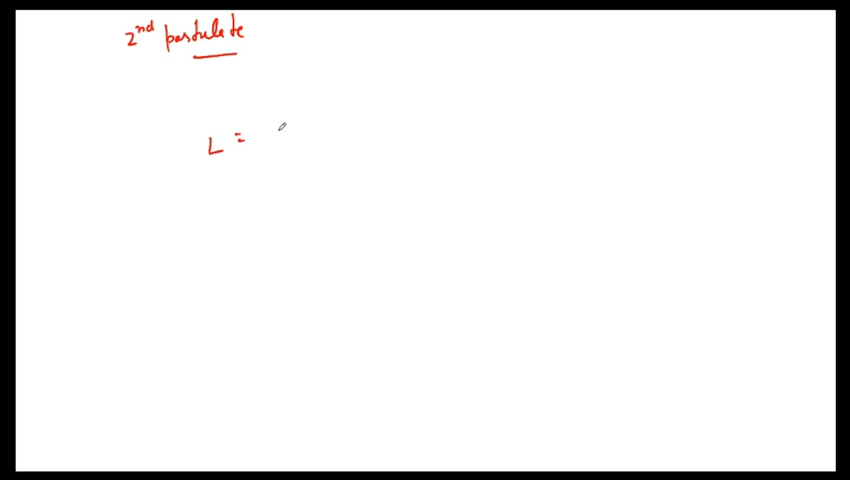 2nd postulate
L =